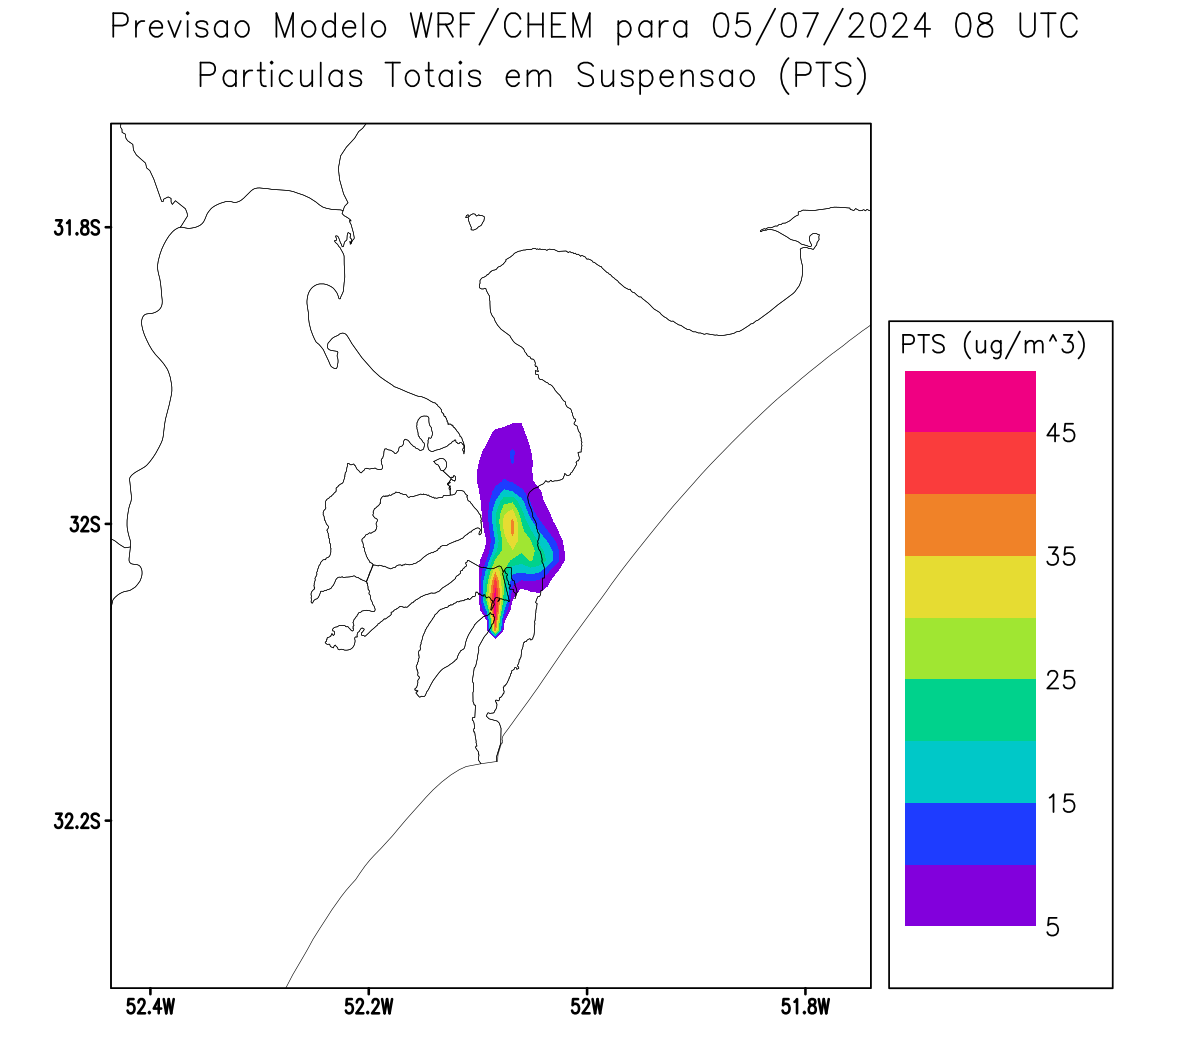 Previsao Modelo WRF/CHEM para 05/07/2024 08 UTC
Particulas Totais em Suspensao (PTS)
31.8S
32S
32.2S
52.4W 52.2W 52W 51.8W
PTS (ug/m^3)
45
35
25
15
5